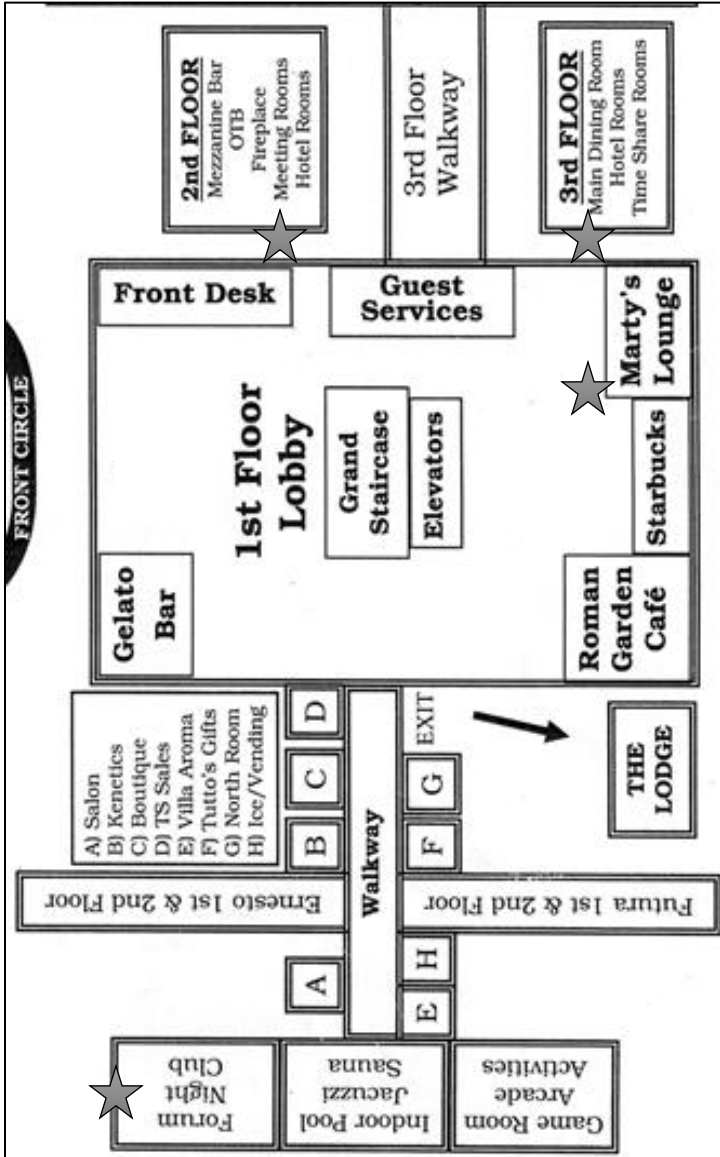 FRONT CIRCLE
2nd FLOOR
Mezzanine Bar
OTB
Fireplace
Meeting Rooms
Hotel Rooms
3rd Floor
Walkway
3rd FLOOR
Main Dining Room
Hotel Rooms
Time Share Rooms
Front Desk
Guest
Services
Marty's
Lounge
1st Floor
Lobby
Grand
Staircase
Elevators
Starbucks
Gelato
Bar
Roman
Garden
Café
A) Salon
B) Kenetics
C) Boutique
D) TS Sales
E) Villa Aroma
F) Tutto's Gifts
G) North Room
H) Ice/Vending
D
C
B
EXIT
G
F
THE
LODGE
Walkway
Ernesto 1st & 2nd Floor
Futura 1st & 2nd Floor
A
H
E
Forum
Night
Club
Indoor Pool
Jacuzzi
Sauna
Game Room
Arcade
Activities